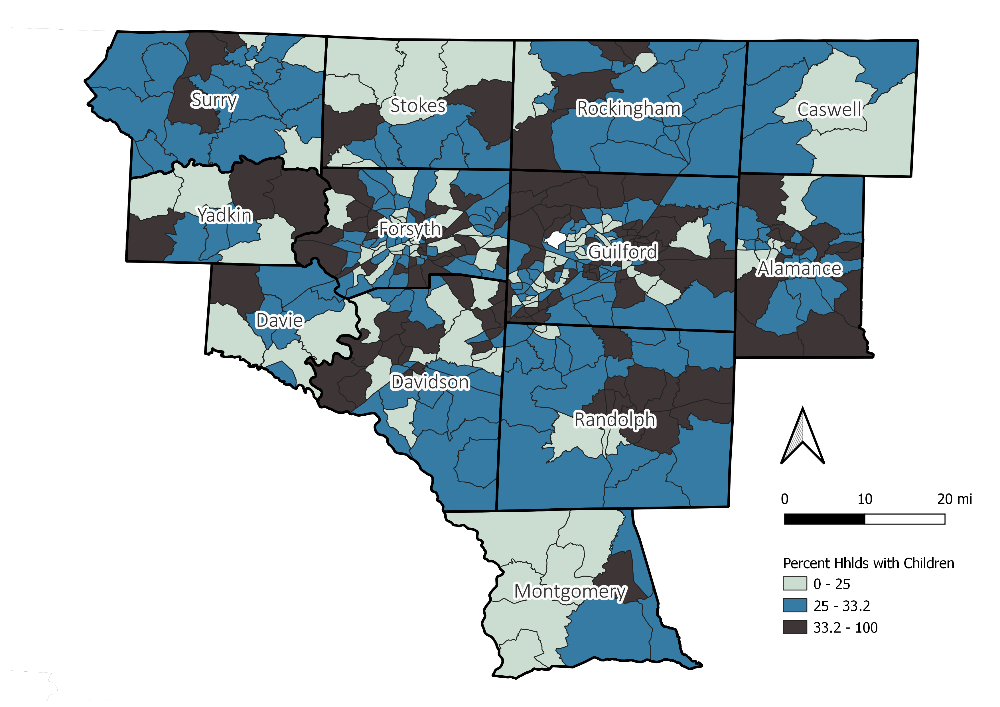 Surry
Stokes
Rockingham
Caswell
Yadkin
Forsyth
Guilford
Alamance
Davie
Davidson
Randolph
Montgomery
0 10 20 mi
Percent Hhlds with Children
0 - 25
25 - 33.2
33.2 - 100